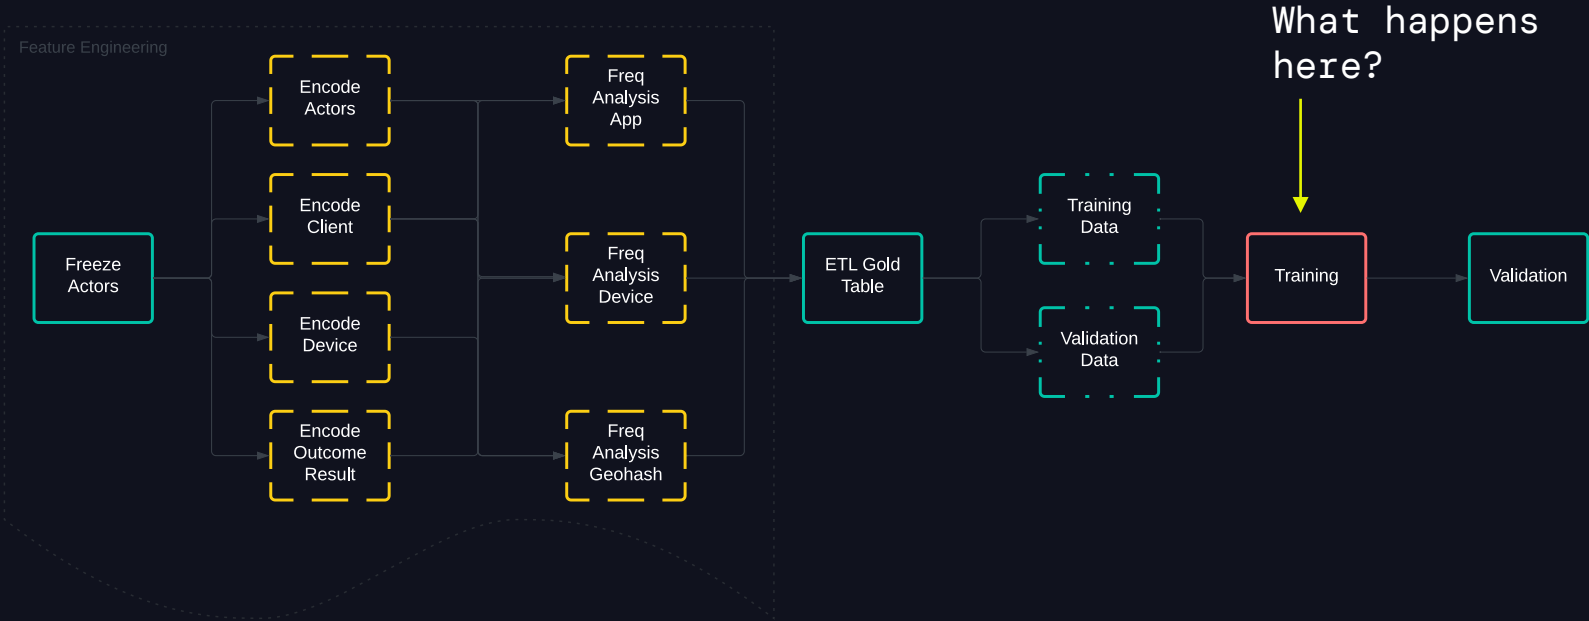 What happens
here?
Feature Engineering
Encode
Actors
Freq
Analysis
App
Encode
Client
Training
Data
Freeze
Actors
Freq
Analysis
Device
ETL Gold
Table
Training
Validation
Encode
Device
Validation
Data
Encode
Outcome
Result
Freq
Analysis
Geohash